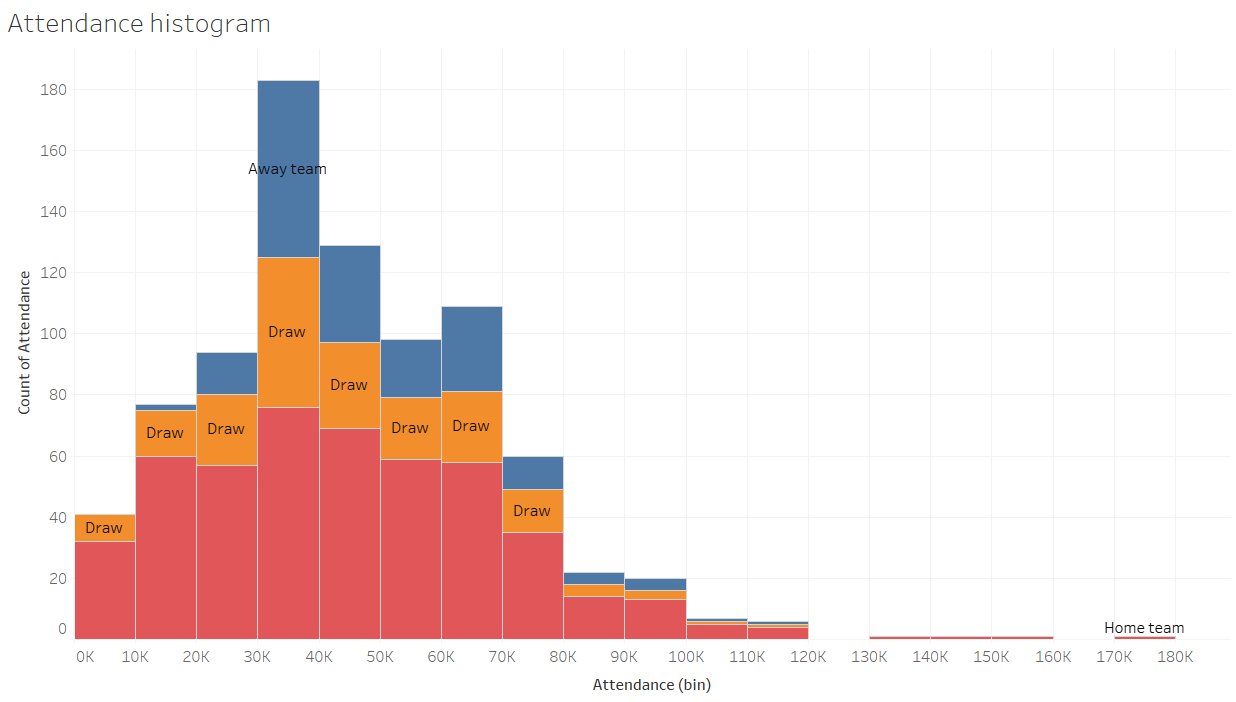 Attendance histogram
180
160
140
120
100
80
60
40
20
0
Count of Attendance
Away team
Draw
Draw
Draw
Draw
Draw
Draw
Draw
Draw
Home team
0K 10K 20K 30K 40K 50K 60K 70K 80K 90K 100K 110K 120K 130K 140K 150K 160K 170K 180K
Attendance (bin)